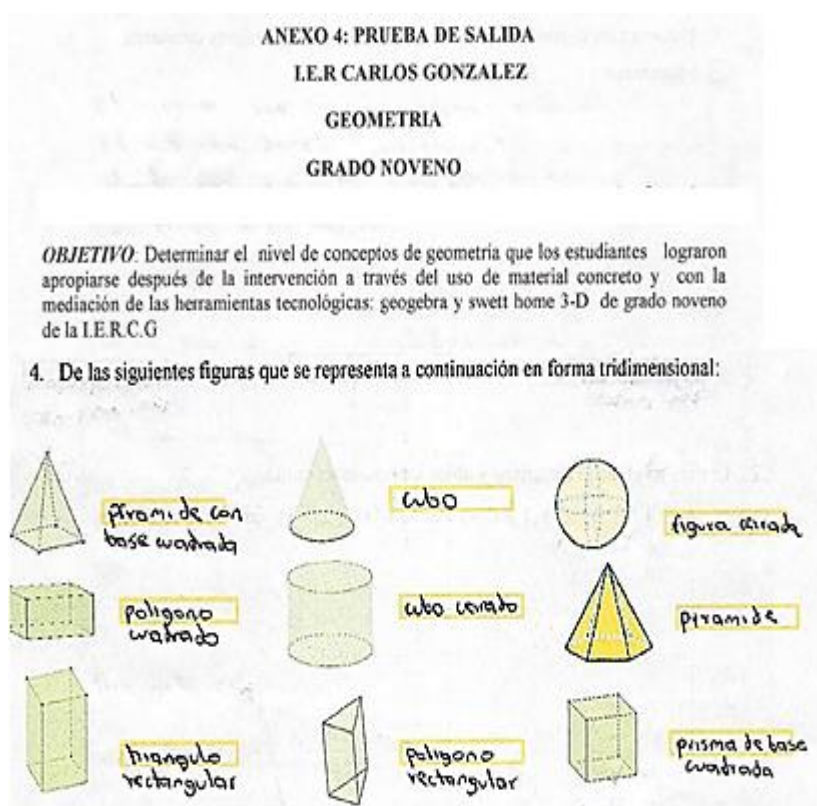 ANEXO 4: PRUEBA DE SALIDA
I.E.R CARLOS GONZALEZ
GEOMETRIA
GRADO NOVENO
OBJETIVO: Determinar el nivel de conceptos de geometría que los estudiantes lograron
apropiarse después de la intervención a través del uso de material concreto y con la
mediación de las herramientas tecnológicas: geogebra y swett home 3-D de grado noveno
de la I.E.R.C.G
4. De las siguientes figuras que se representa a continuación en forma tridimensional:
piramide con
base cuadrada
cubo
figura cirada
poligono
cuadrado
cubo cerado
piramide
triangulo
rectangular
poligono
rectangular
prisma de base
cuadrada